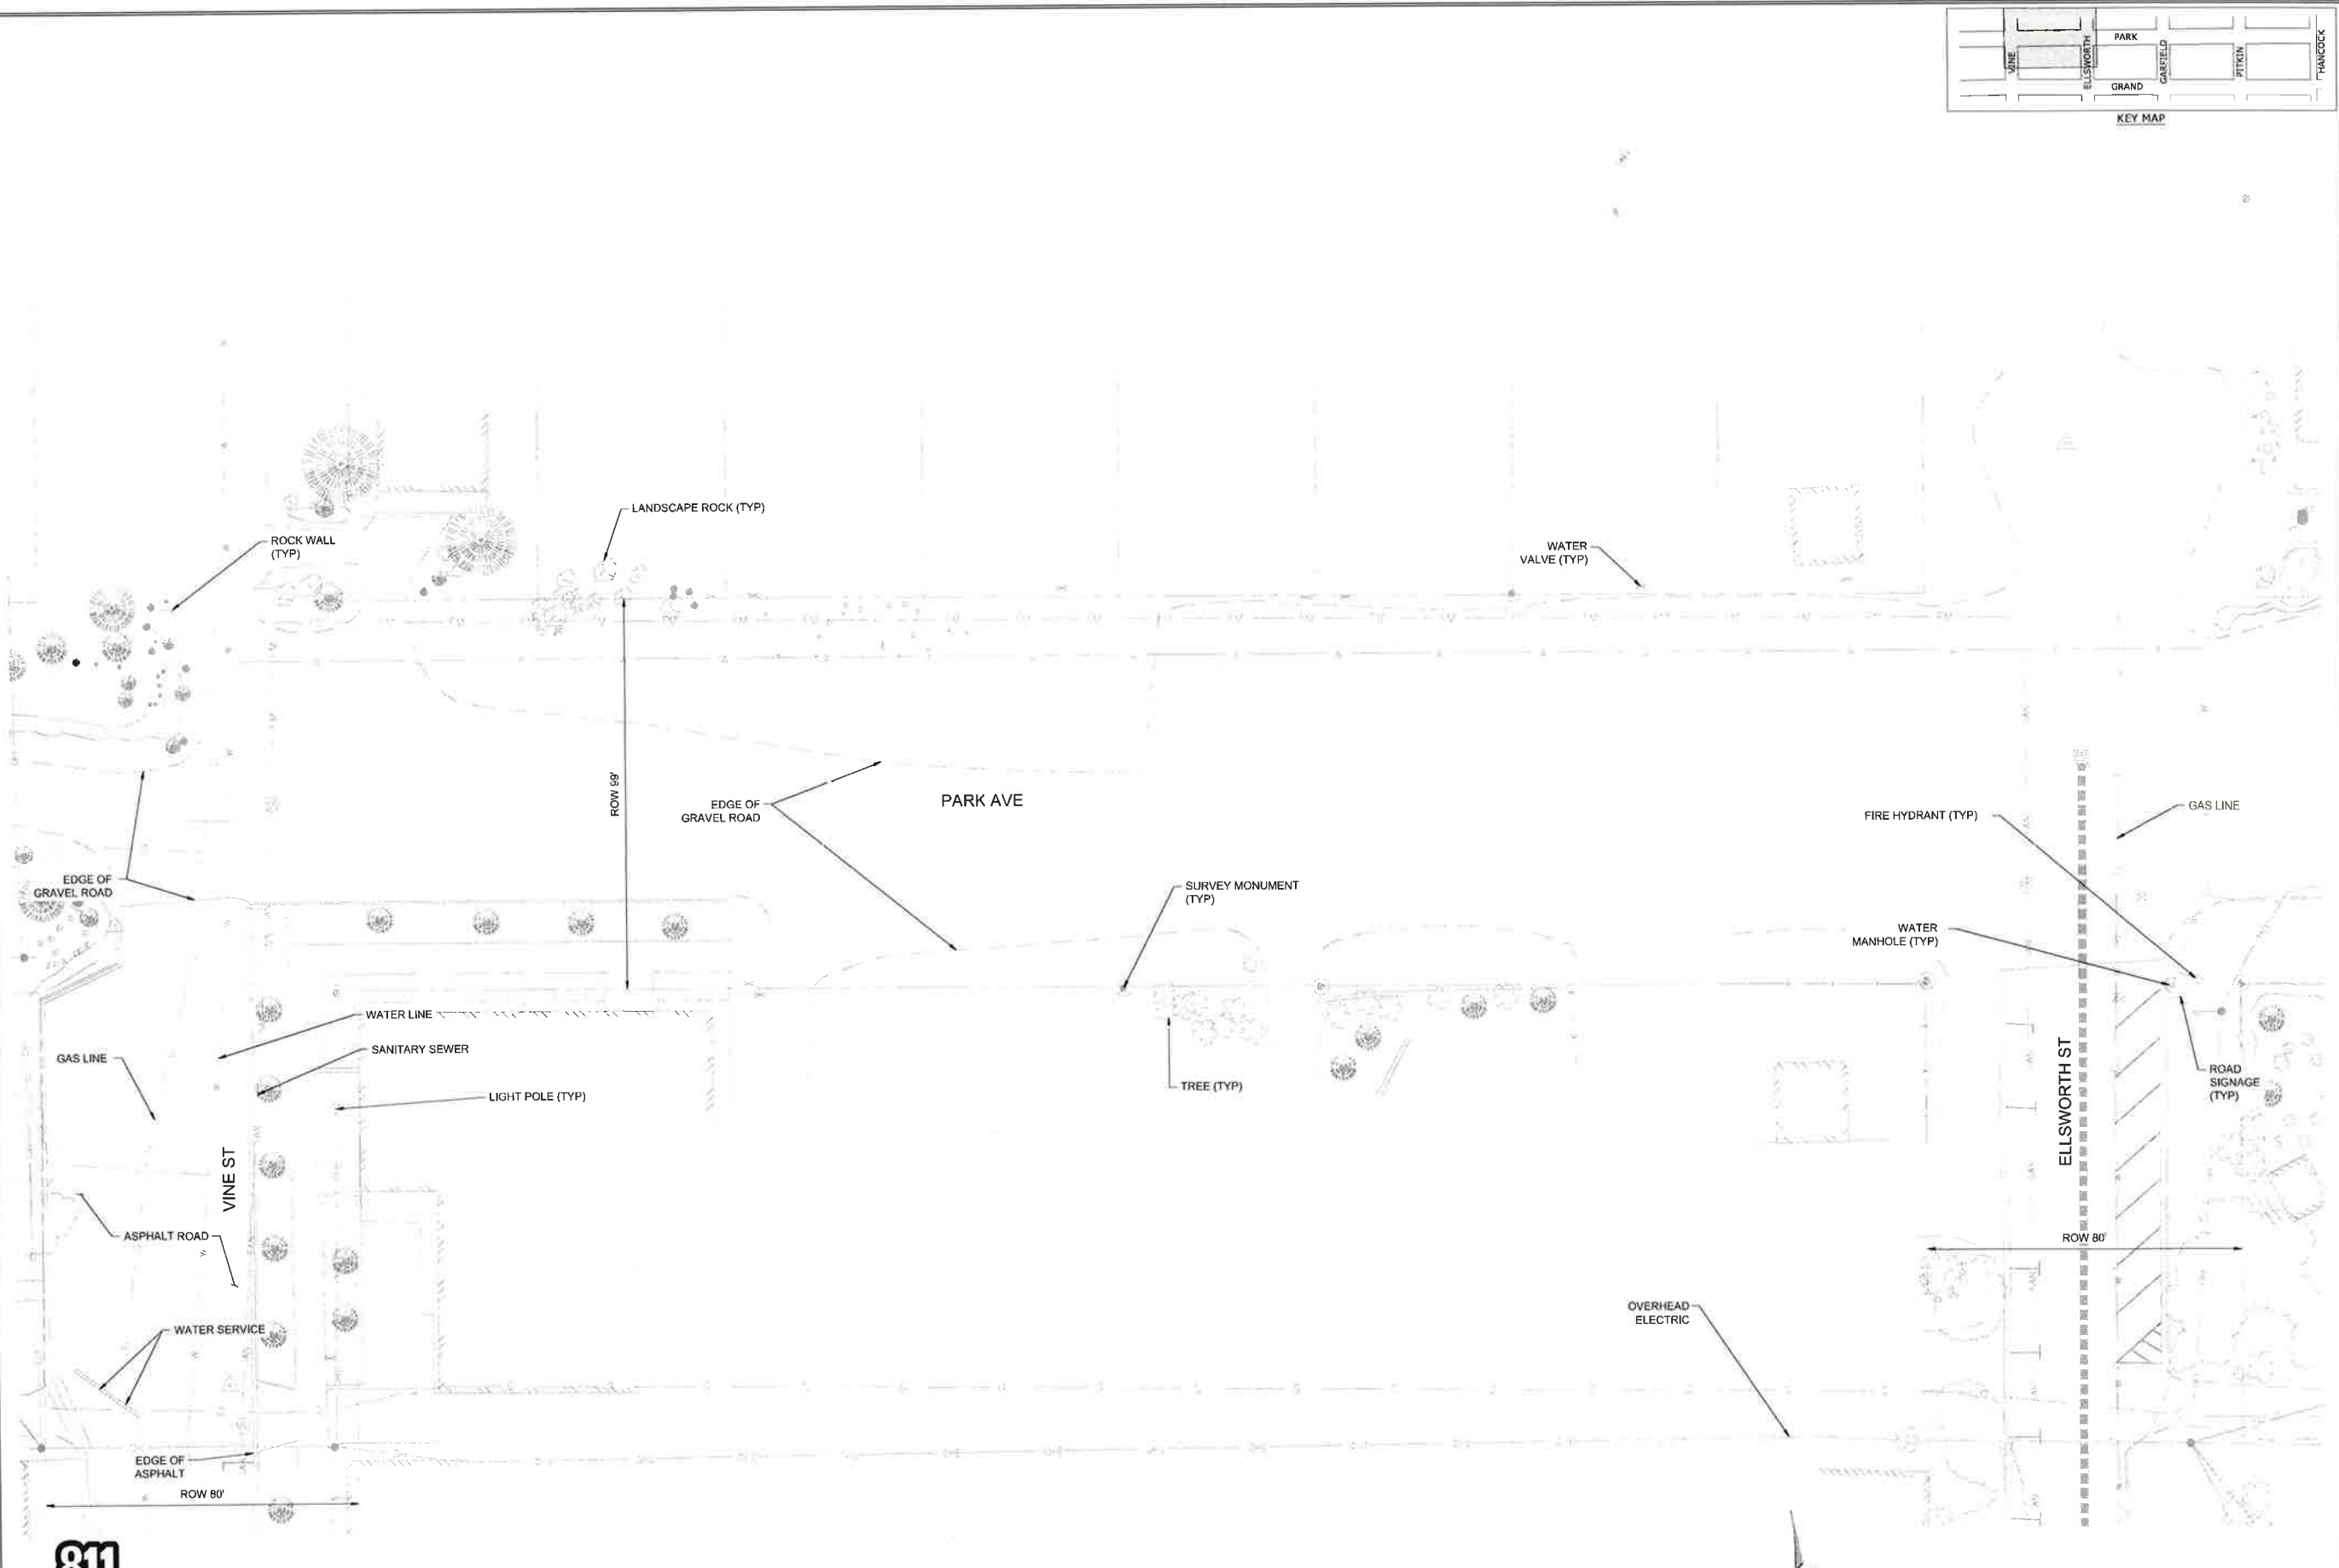 PARK
VINE
ELLSWORTH
GARFIELD
PITKIN
HANCOCK
GRAND
KEY MAP
LANDSCAPE ROCK (TYP)
ROCK WALL
(TYP)
WATER
VALVE (TYP)
ROW 99'
EDGE OF
GRAVEL ROAD
PARK AVE
GAS LINE
FIRE HYDRANT (TYP)
EDGE OF
GRAVEL ROAD
SURVEY MONUMENT
(TYP)
WATER
MANHOLE (TYP)
WATER LINE
SANITARY SEWER
GAS LINE
LIGHT POLE (TYP)
TREE (TYP)
ROAD
SIGNAGE
(TYP)
ELLSWORTH ST
VINE ST
ASPHALT ROAD
ROW 80'
OVERHEAD
ELECTRIC
WATER SERVICE
EDGE OF
ASPHALT
ROW 80'
811